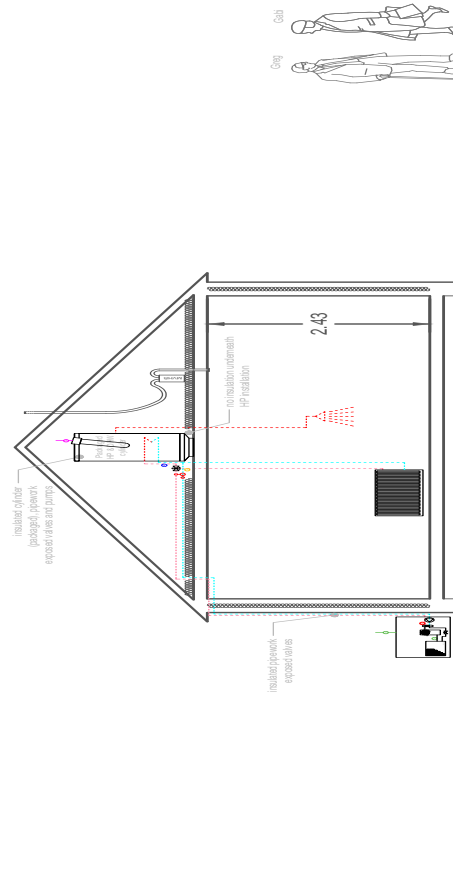 Gabi
Greg
2.43
no insulation underneath
HP installation
insulated cylinder
(packaged), pipework
exposed valves and pumps
cylinder
insulated pipework
exposed valves